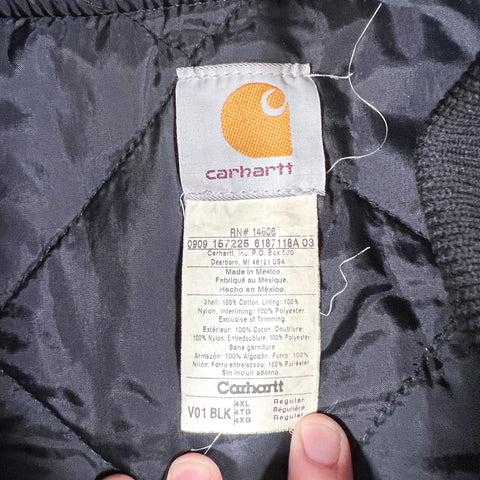 carhartt
RN# 14806
0909 157225 6187118A 03
Carhartt, Inc. P.O. Box 500
Dearborn, MI 48121 USA
Made in Mexico.
Fabriqué au Mexique.
Hecho en México.
Shell: 100% Cotton. Lining: 100%
Nylon. Interlining: 100% Polyester.
Exclusive of Trimming.
Extérieur: 100% Coton. Doublure:
100% Nylon. Entredoublure: 100% Polyester
Sans garniture
Armazón: 100% Algodón. Forro: 100%
Nilón. Forro entrelazado: 100% Poliéster
Sin incluir adorno.
Carhartt
V01 BLK 4XL Regular
4TG Régulière
4XG Regular